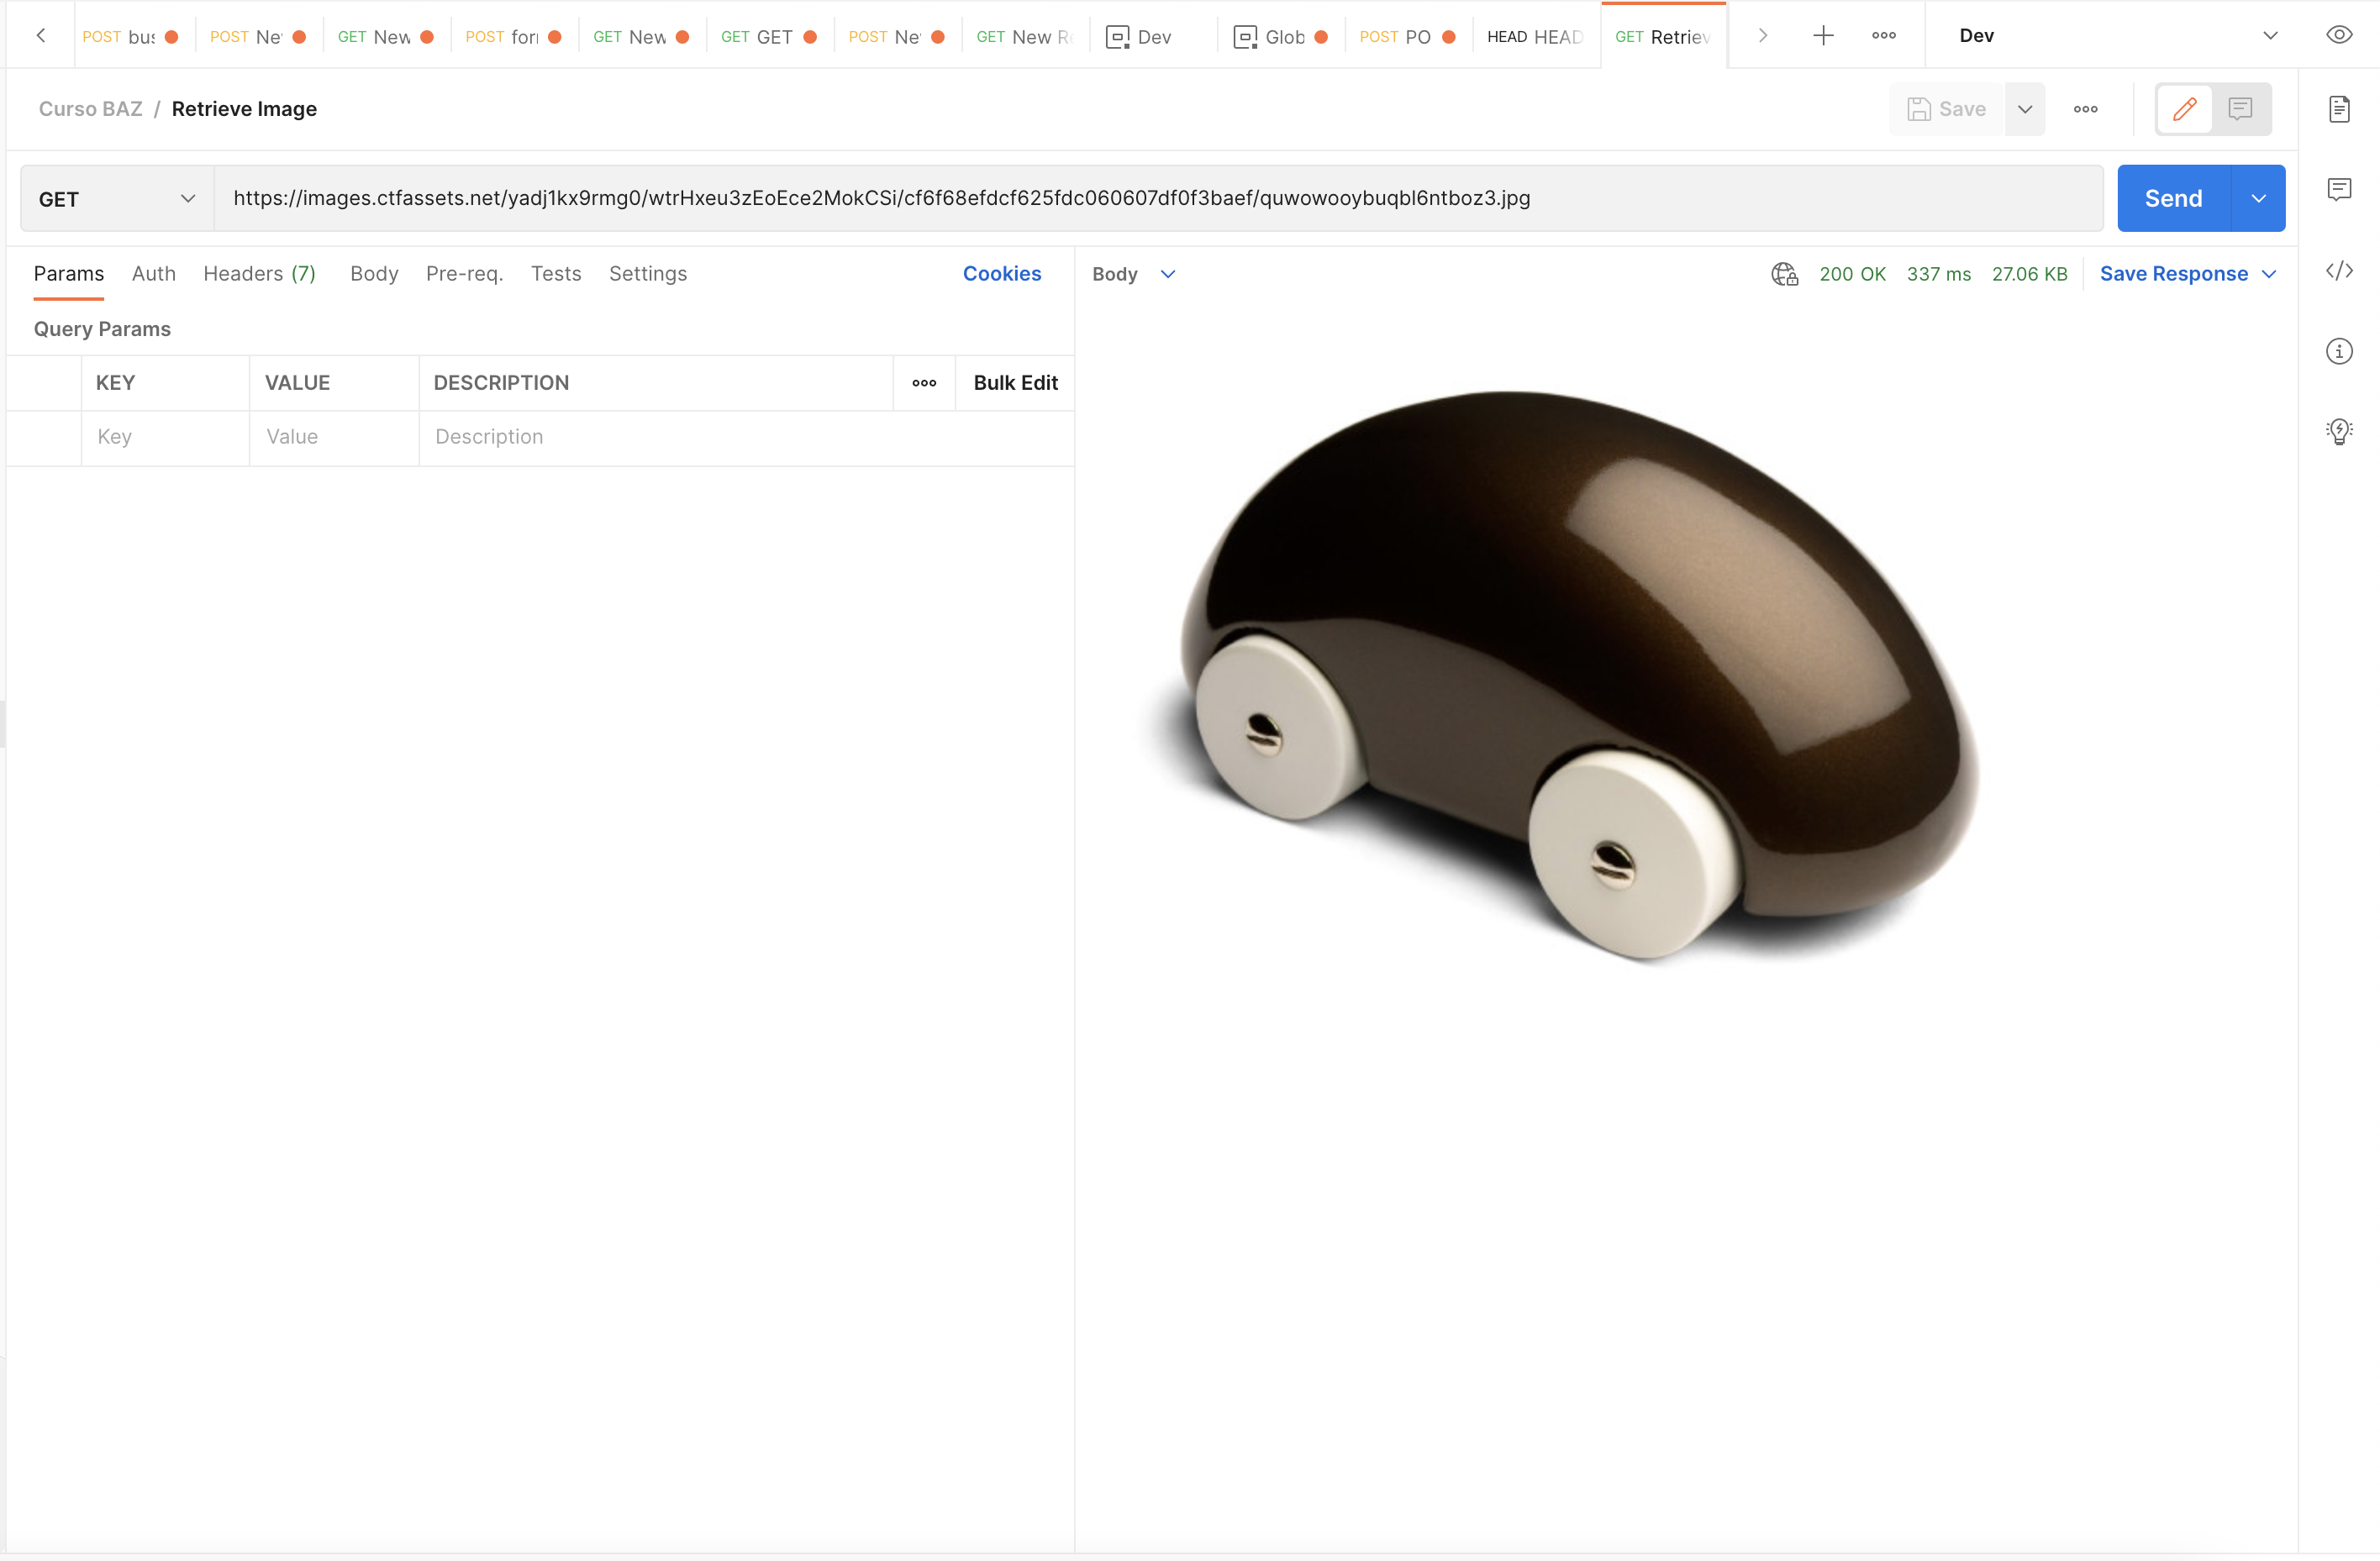 POST bus POST Ne GET New POST for GET New GET GET POST Ne GET New Re Dev Glob POST PO HEAD HEAD GET Retriev Dev
Curso BAZ / Retrieve Image Save
GET https://images.ctfassets.net/yadj1kx9rmg0/wtrHxeu3zEoEce2MokCSi/cf6f68efdcf625fdc060607df0f3baef/quwowooybuqbl6ntboz3.jpg Send
Params Auth Headers (7) Body Pre-req. Tests Settings Cookies Body 200 OK 337 ms 27.06 KB Save Response
Query Params
KEY VALUE DESCRIPTION Bulk Edit
Key Value Description